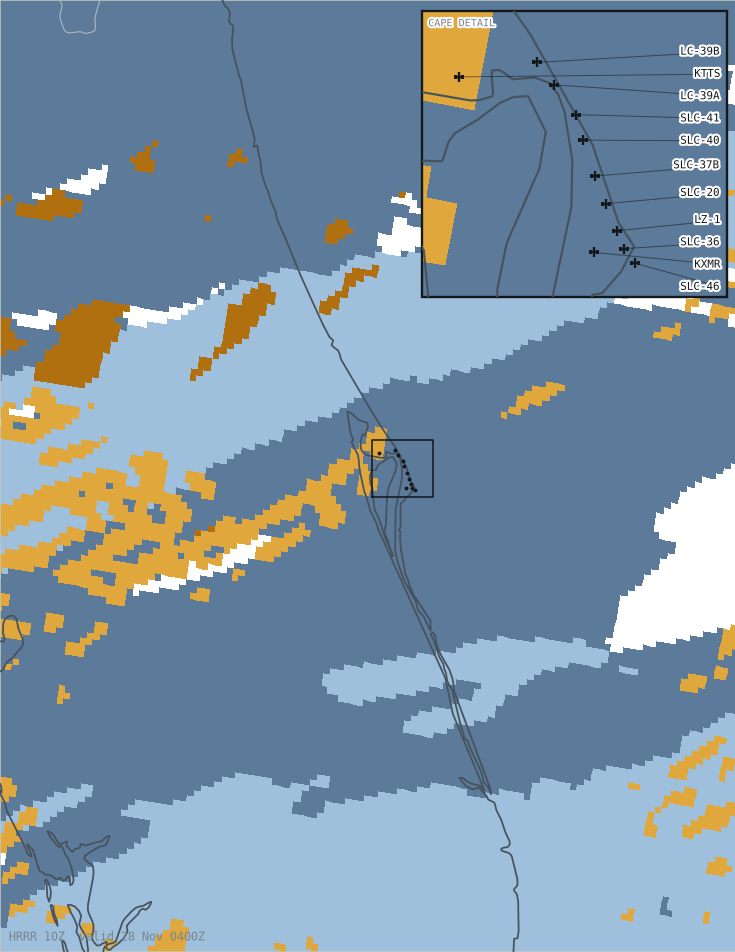 CAPE DETAIL
LC-39B
KTTS
LC-39A
SLC-41
SLC-40
SLC-37B
SLC-20
LZ-1
SLC-36
KXMR
SLC-46
HRRR 10Z valid 28 Nov 0400Z